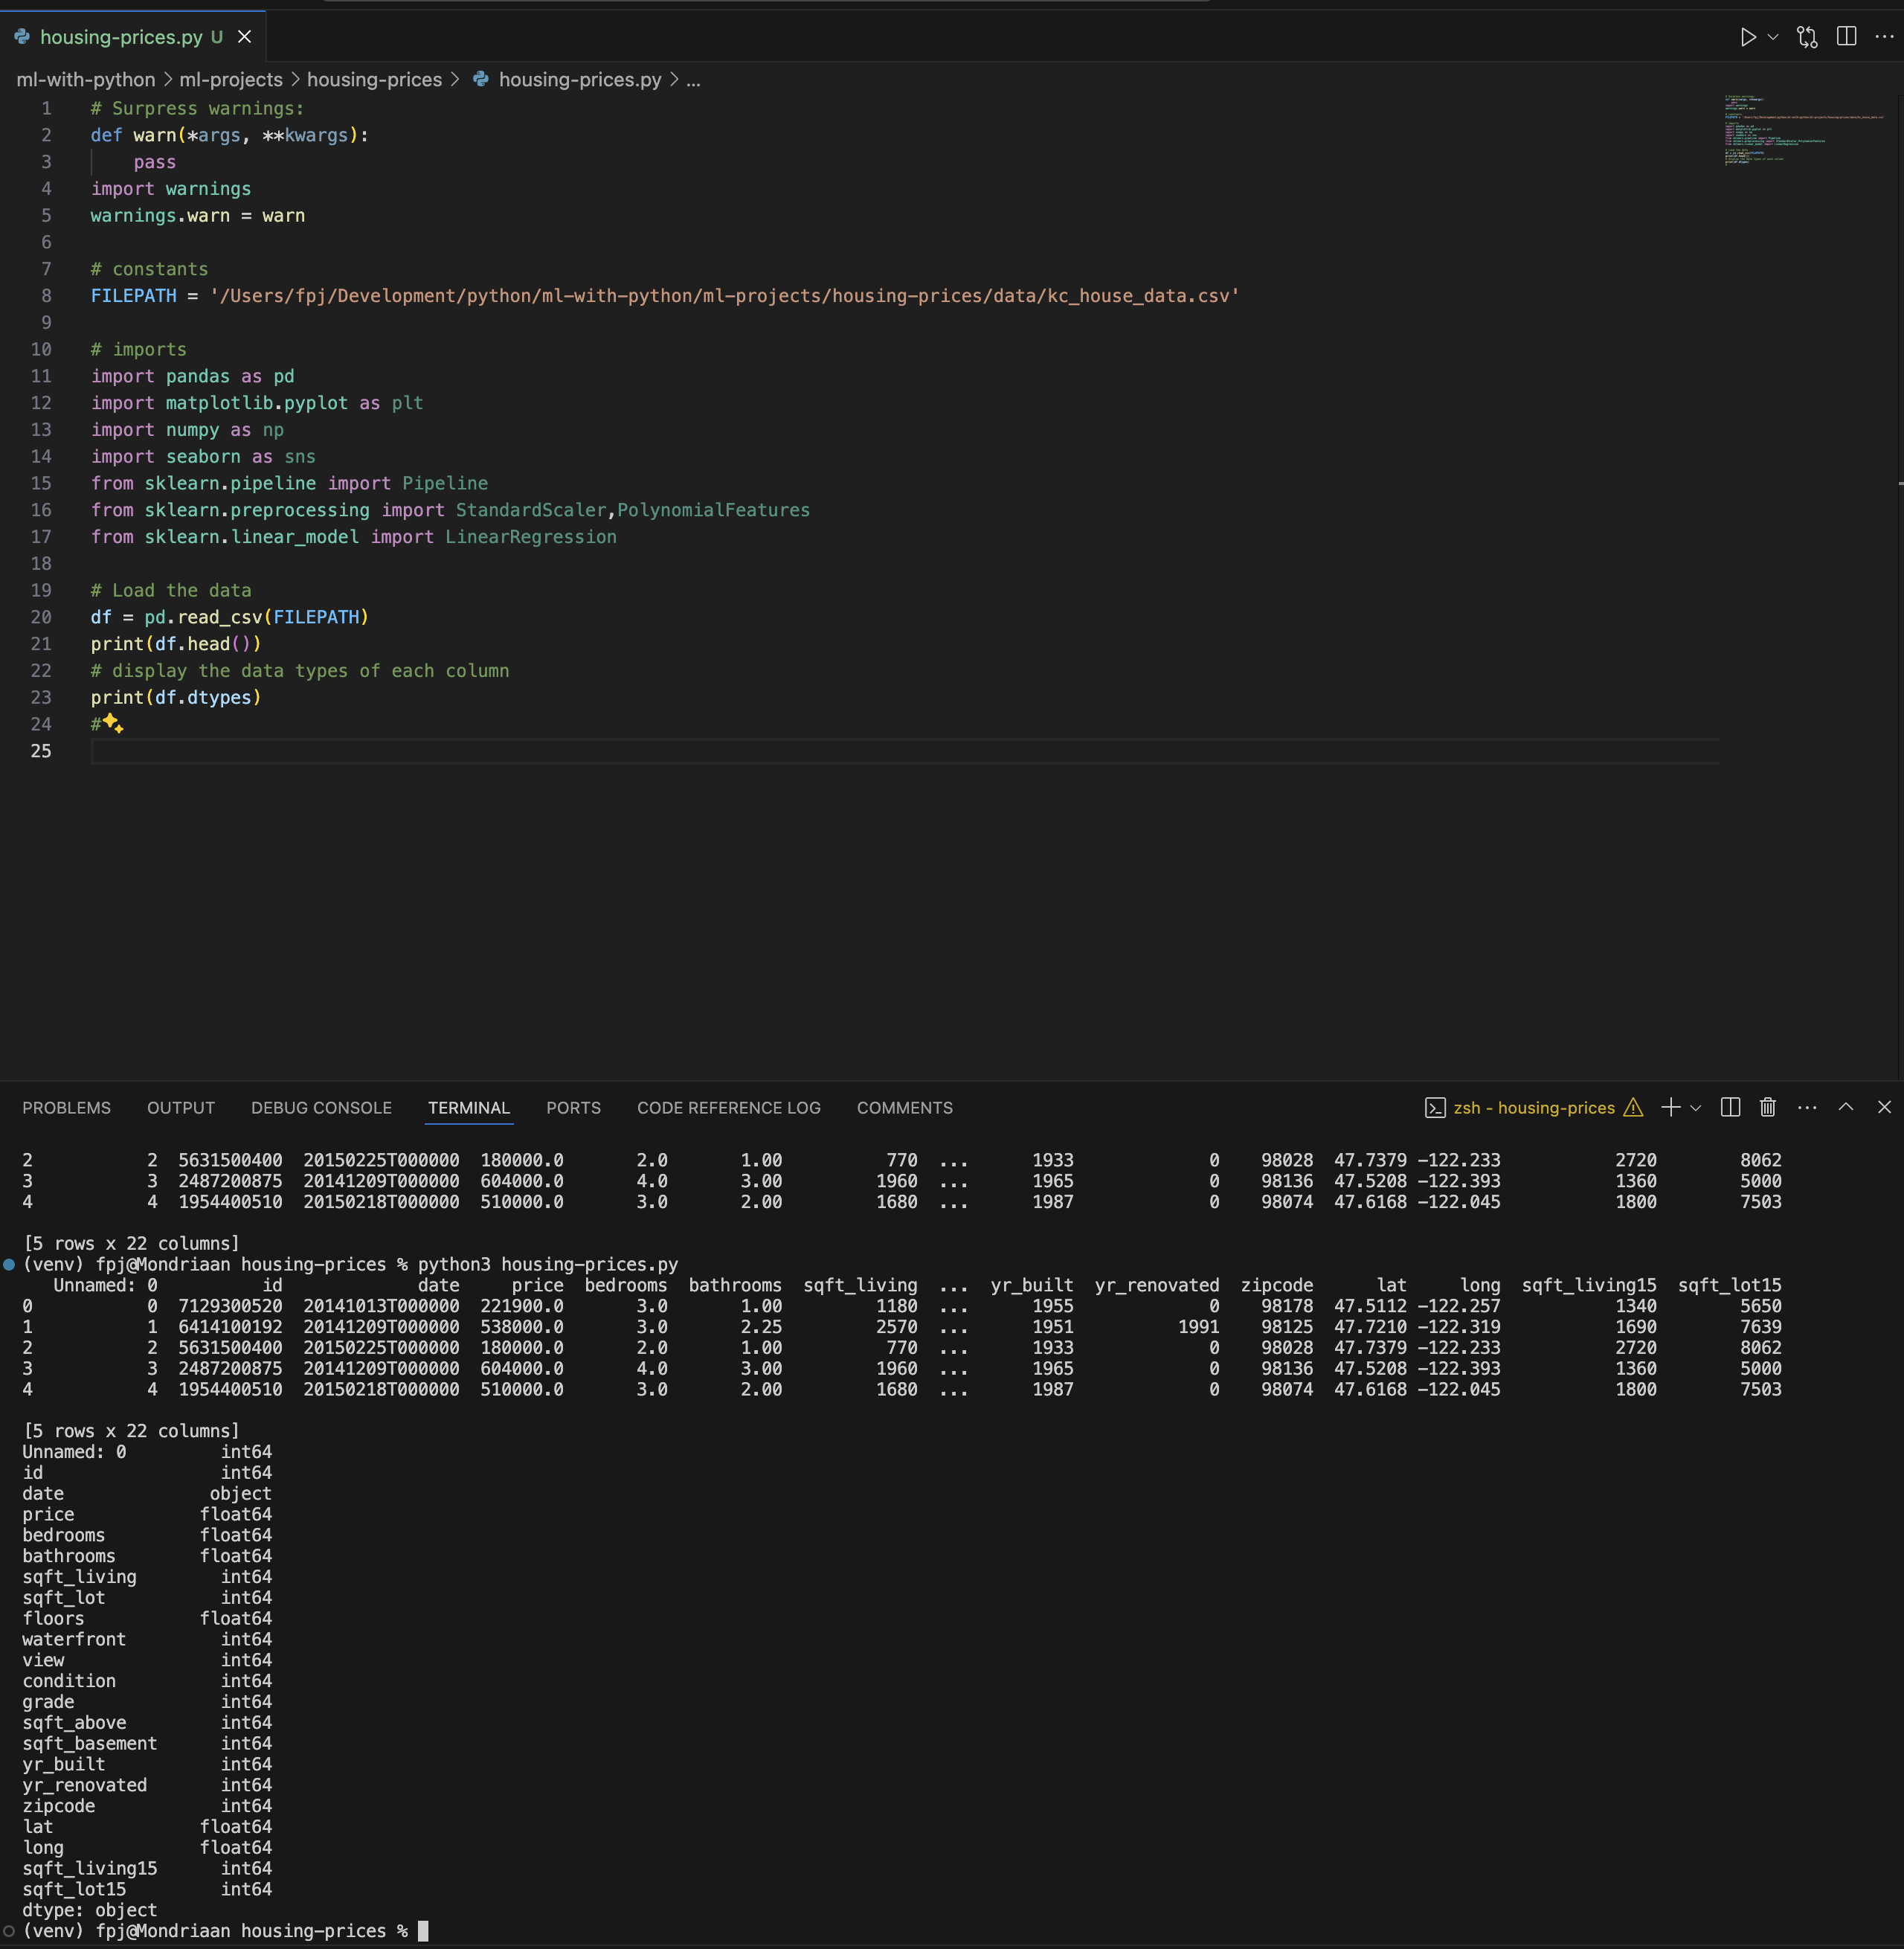 housing-prices.py U
ml-with-python > ml-projects > housing-prices > housing-prices.py > ...
1 # Surpress warnings:
2 def warn(*args, **kwargs):
3     pass
4 import warnings
5 warnings.warn = warn
6
7 # constants
8 FILEPATH = '/Users/fpj/Development/python/ml-with-python/ml-projects/housing-prices/data/kc_house_data.csv'
9
10 # imports
11 import pandas as pd
12 import matplotlib.pyplot as plt
13 import numpy as np
14 import seaborn as sns
15 from sklearn.pipeline import Pipeline
16 from sklearn.preprocessing import StandardScaler,PolynomialFeatures
17 from sklearn.linear_model import LinearRegression
18
19 # Load the data
20 df = pd.read_csv(FILEPATH)
21 print(df.head())
22 # display the data types of each column
23 print(df.dtypes)
24 #
25
PROBLEMS OUTPUT DEBUG CONSOLE TERMINAL PORTS CODE REFERENCE LOG COMMENTS zsh - housing-prices
2 2 5631500400 20150225T000000 180000.0 2.0 1.00 770 ... 1933 0 98028 47.7379 -122.233 2720 8062
3 3 2487200875 20141209T000000 604000.0 4.0 3.00 1960 ... 1965 0 98136 47.5208 -122.393 1360 5000
4 4 1954400510 20150218T000000 510000.0 3.0 2.00 1680 ... 1987 0 98074 47.6168 -122.045 1800 7503
[5 rows x 22 columns]
(venv) fpj@Mondriaan housing-prices % python3 housing-prices.py
Unnamed: 0 id date price bedrooms bathrooms sqft_living ... yr_built yr_renovated zipcode lat long sqft_living15 sqft_lot15
0 0 7129300520 20141013T000000 221900.0 3.0 1.00 1180 ... 1955 0 98178 47.5112 -122.257 1340 5650
1 1 6414100192 20141209T000000 538000.0 3.0 2.25 2570 ... 1951 1991 98125 47.7210 -122.319 1690 7639
2 2 5631500400 20150225T000000 180000.0 2.0 1.00 770 ... 1933 0 98028 47.7379 -122.233 2720 8062
3 3 2487200875 20141209T000000 604000.0 4.0 3.00 1960 ... 1965 0 98136 47.5208 -122.393 1360 5000
4 4 1954400510 20150218T000000 510000.0 3.0 2.00 1680 ... 1987 0 98074 47.6168 -122.045 1800 7503
[5 rows x 22 columns]
Unnamed: 0 int64
id int64
date object
price float64
bedrooms float64
bathrooms float64
sqft_living int64
sqft_lot int64
floors float64
waterfront int64
view int64
condition int64
grade int64
sqft_above int64
sqft_basement int64
yr_built int64
yr_renovated int64
zipcode int64
lat float64
long float64
sqft_living15 int64
sqft_lot15 int64
dtype: object
(venv) fpj@Mondriaan housing-prices %